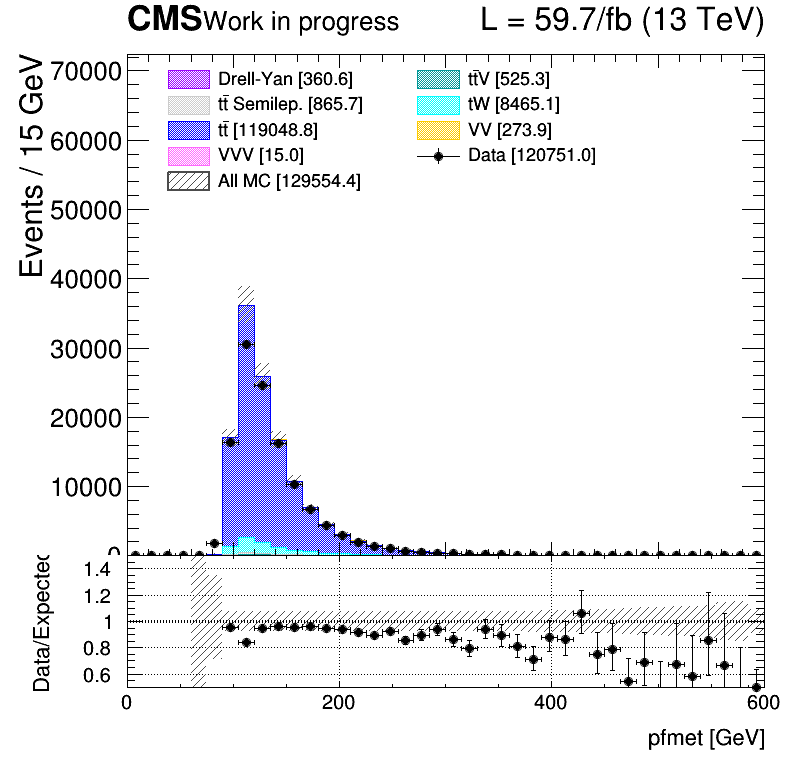 CMS Work in progress L = 59.7/fb (13 TeV)
Events / 15 GeV
70000
60000
50000
40000
30000
20000
10000
0
Drell-Yan [360.6]
tt̄ Semilep. [865.7]
tt̄ [119048.8]
VVV [15.0]
All MC [129554.4]
tt̄V [525.3]
tW [8465.1]
VV [273.9]
Data [120751.0]
Data/Expected
1.4
1.2
1
0.8
0.6
0 200 400 600
pfmet [GeV]